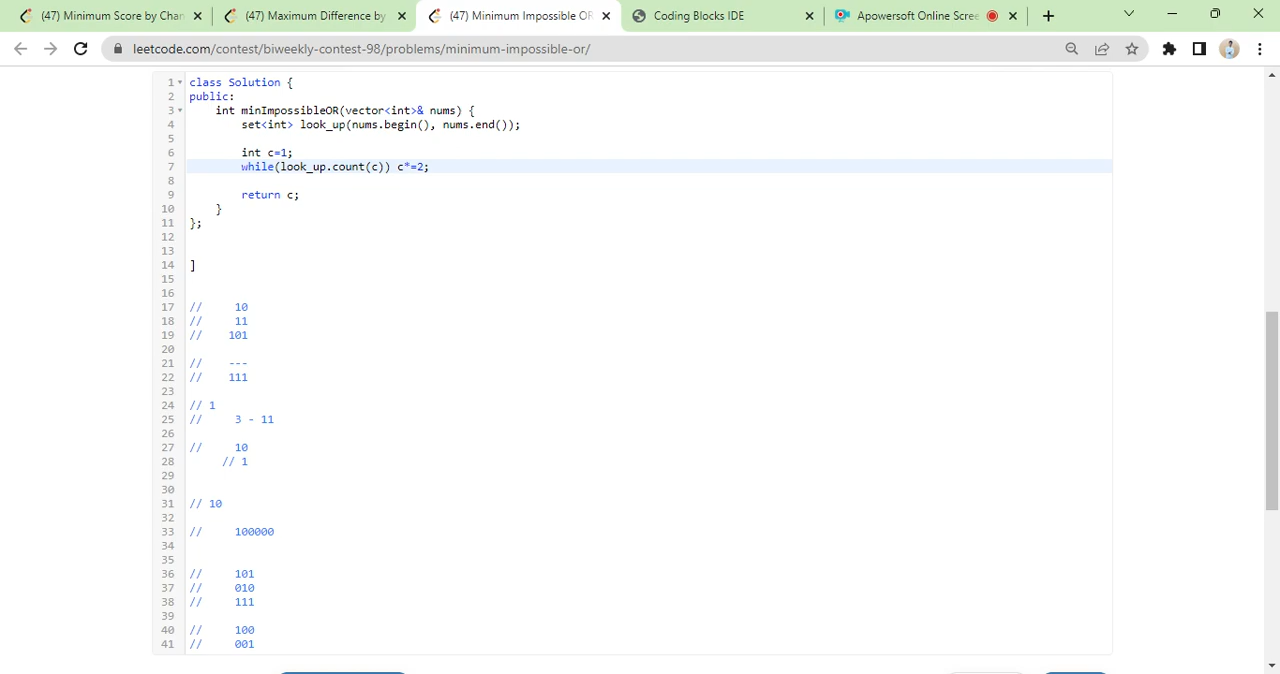 (47) Minimum Score by Chan
(47) Maximum Difference by
(47) Minimum Impossible OR
Coding Blocks IDE
Apowersoft Online Scree
leetcode.com/contest/biweekly-contest-98/problems/minimum-impossible-or/
1 class Solution {
2 public:
3 int minImpossibleOR(vector<int>& nums) {
4 set<int> look_up(nums.begin(), nums.end());
5
6 int c=1;
7 while(look_up.count(c)) c*=2;
8
9 return c;
10 }
11 };
12
13
14 ]
15
16
17 // 10
18 // 11
19 // 101
20
21 // ---
22 // 111
23
24 // 1
25 // 3 - 11
26
27 // 10
28 // 1
29
30
31 // 10
32
33 // 100000
34
35
36 // 101
37 // 010
38 // 111
39
40 // 100
41 // 001